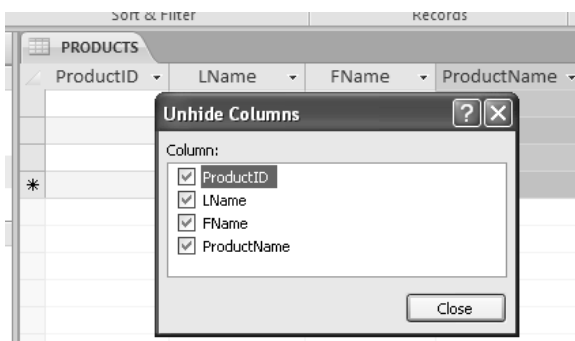 Sort & Filter Records
PRODUCTS
ProductID LName FName ProductName
Unhide Columns
Column:
ProductID
LName
FName
ProductName
Close